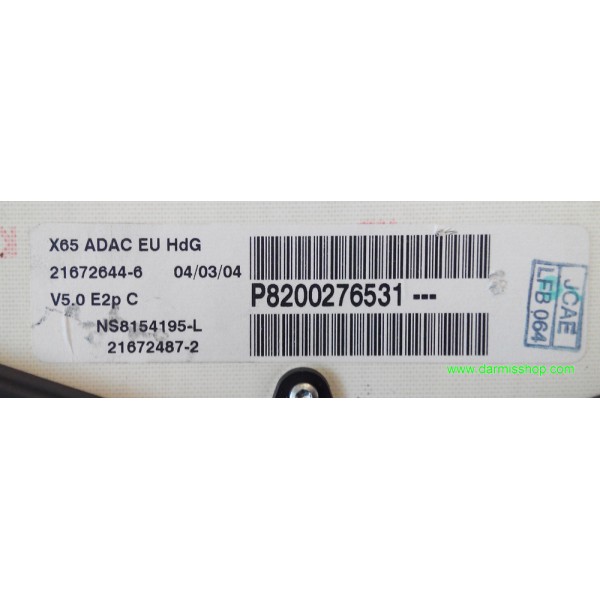 X65 ADAC EU HdG
21672644-6 04/03/04
V5.0 E2p C
P8200276531 ---
NS8154195-L
21672487-2
JCAE
LFB 064
www.darmisshop.com